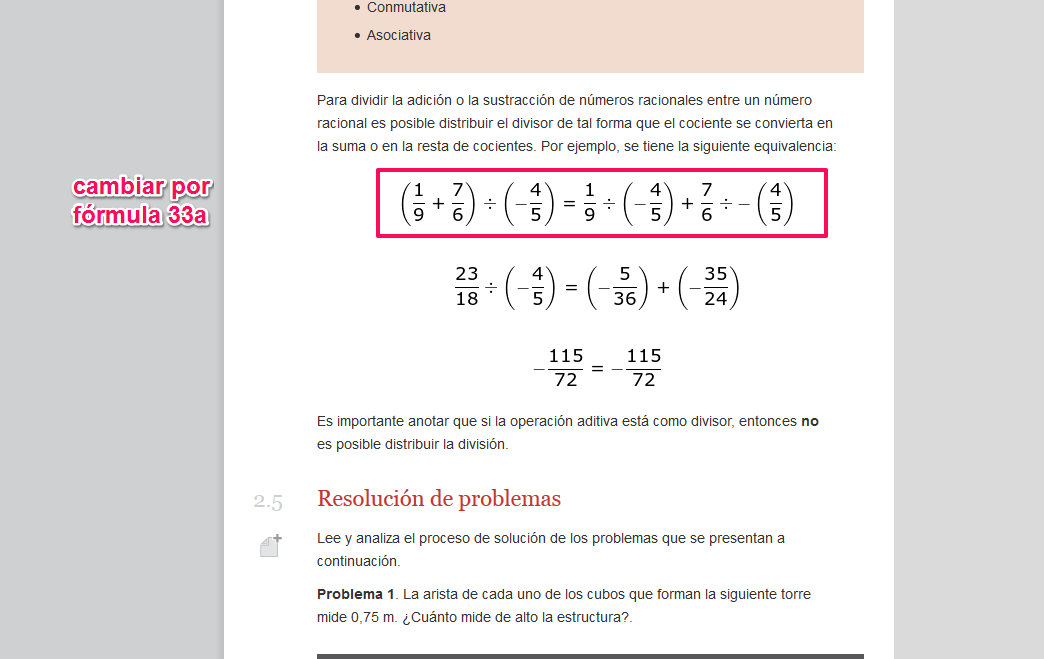 • Conmutativa
• Asociativa
Para dividir la adición o la sustracción de números racionales entre un número
racional es posible distribuir el divisor de tal forma que el cociente se convierta en
la suma o en la resta de cocientes. Por ejemplo, se tiene la siguiente equivalencia:
cambiar por
fórmula 33a
(1/9 + 7/6) ÷ (−4/5) = 1/9 ÷ (−4/5) + 7/6 ÷ −(4/5)
23/18 ÷ (−4/5) = (−5/36) + (−35/24)
−115/72 = −115/72
Es importante anotar que si la operación aditiva está como divisor, entonces no
es posible distribuir la división.
2.5 Resolución de problemas
Lee y analiza el proceso de solución de los problemas que se presentan a
continuación.
Problema 1. La arista de cada uno de los cubos que forman la siguiente torre
mide 0,75 m. ¿Cuánto mide de alto la estructura?.